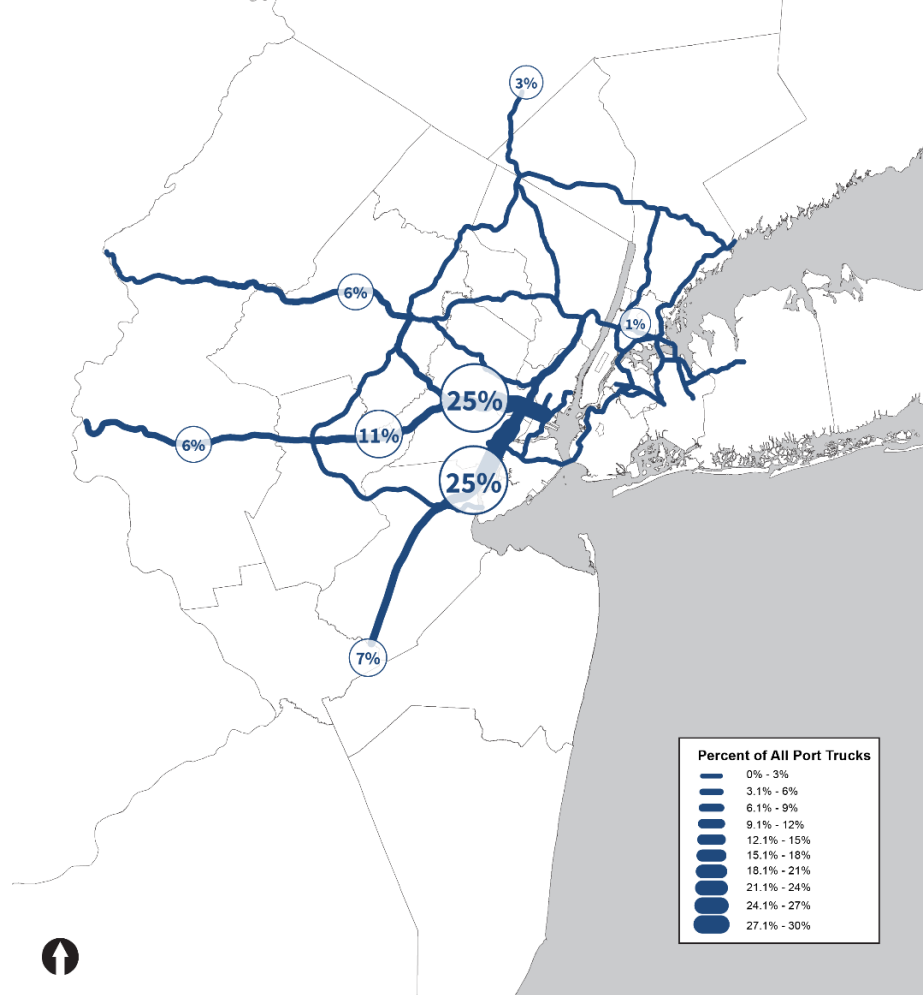 3%
6%
1%
25%
11%
6%
25%
7%
Percent of All Port Trucks
0% - 3%
3.1% - 6%
6.1% - 9%
9.1% - 12%
12.1% - 15%
15.1% - 18%
18.1% - 21%
21.1% - 24%
24.1% - 27%
27.1% - 30%